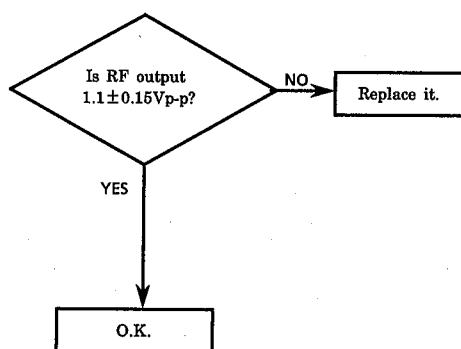 Is RF output
1.1±0.15Vp-p?
NO
Replace it.
YES
O.K.